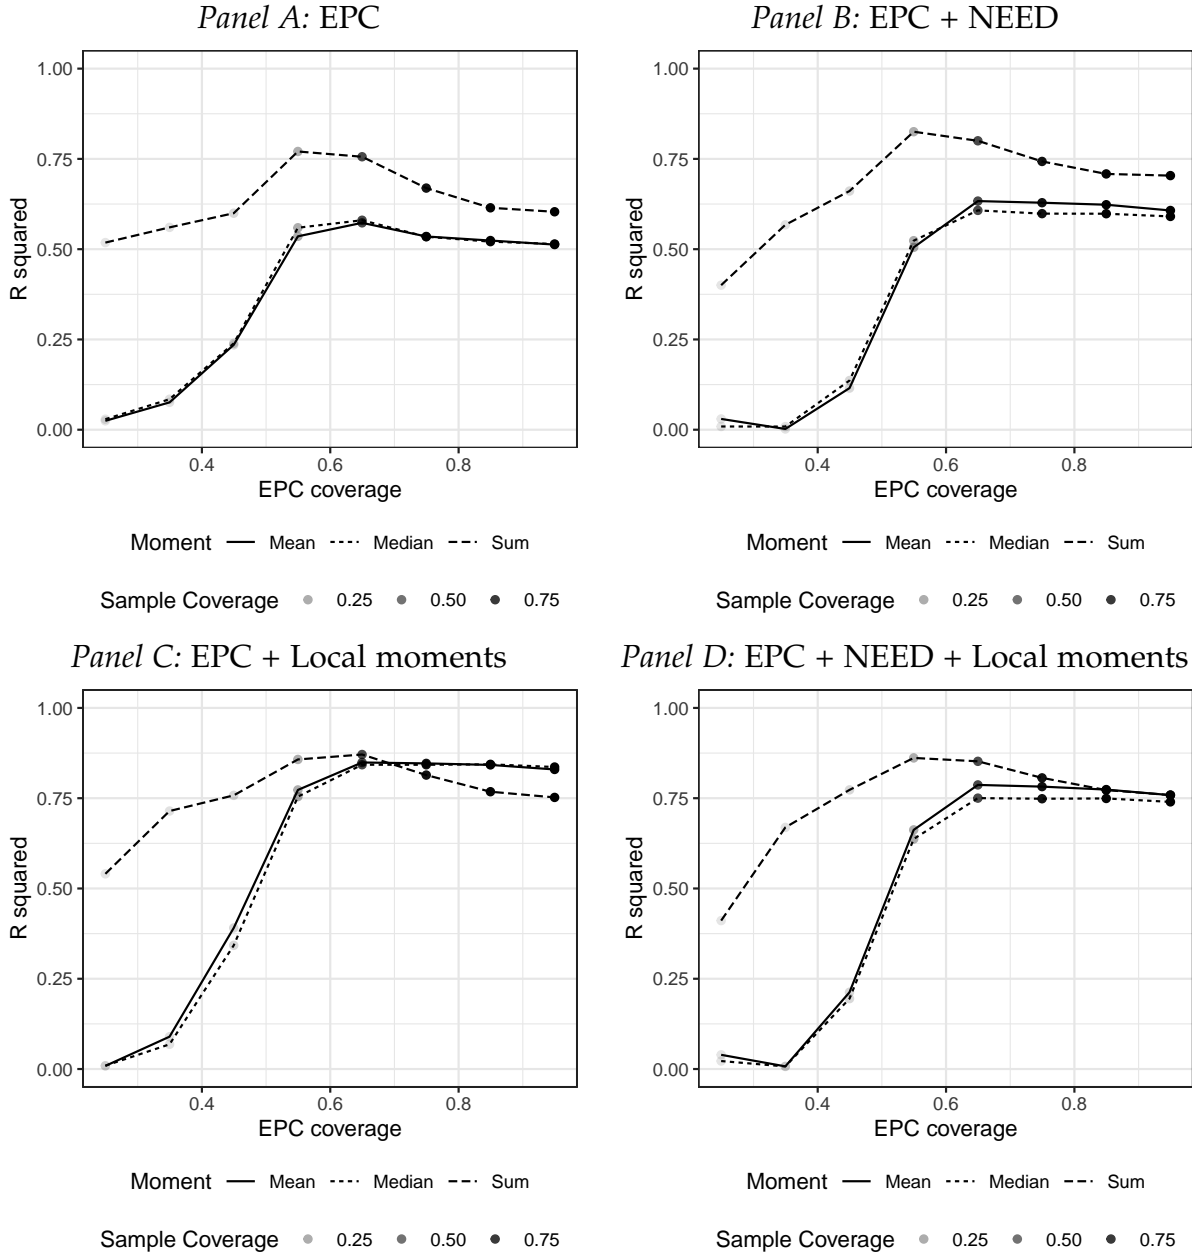 Panel A: EPC
Panel B: EPC + NEED
1.00
0.75
0.50
0.25
0.00
R squared
0.4 0.6 0.8
EPC coverage
Moment Mean Median Sum
Sample Coverage 0.25 0.50 0.75
1.00
0.75
0.50
0.25
0.00
R squared
0.4 0.6 0.8
EPC coverage
Moment Mean Median Sum
Sample Coverage 0.25 0.50 0.75
Panel C: EPC + Local moments
Panel D: EPC + NEED + Local moments
1.00
0.75
0.50
0.25
0.00
R squared
0.4 0.6 0.8
EPC coverage
Moment Mean Median Sum
Sample Coverage 0.25 0.50 0.75
1.00
0.75
0.50
0.25
0.00
R squared
0.4 0.6 0.8
EPC coverage
Moment Mean Median Sum
Sample Coverage 0.25 0.50 0.75